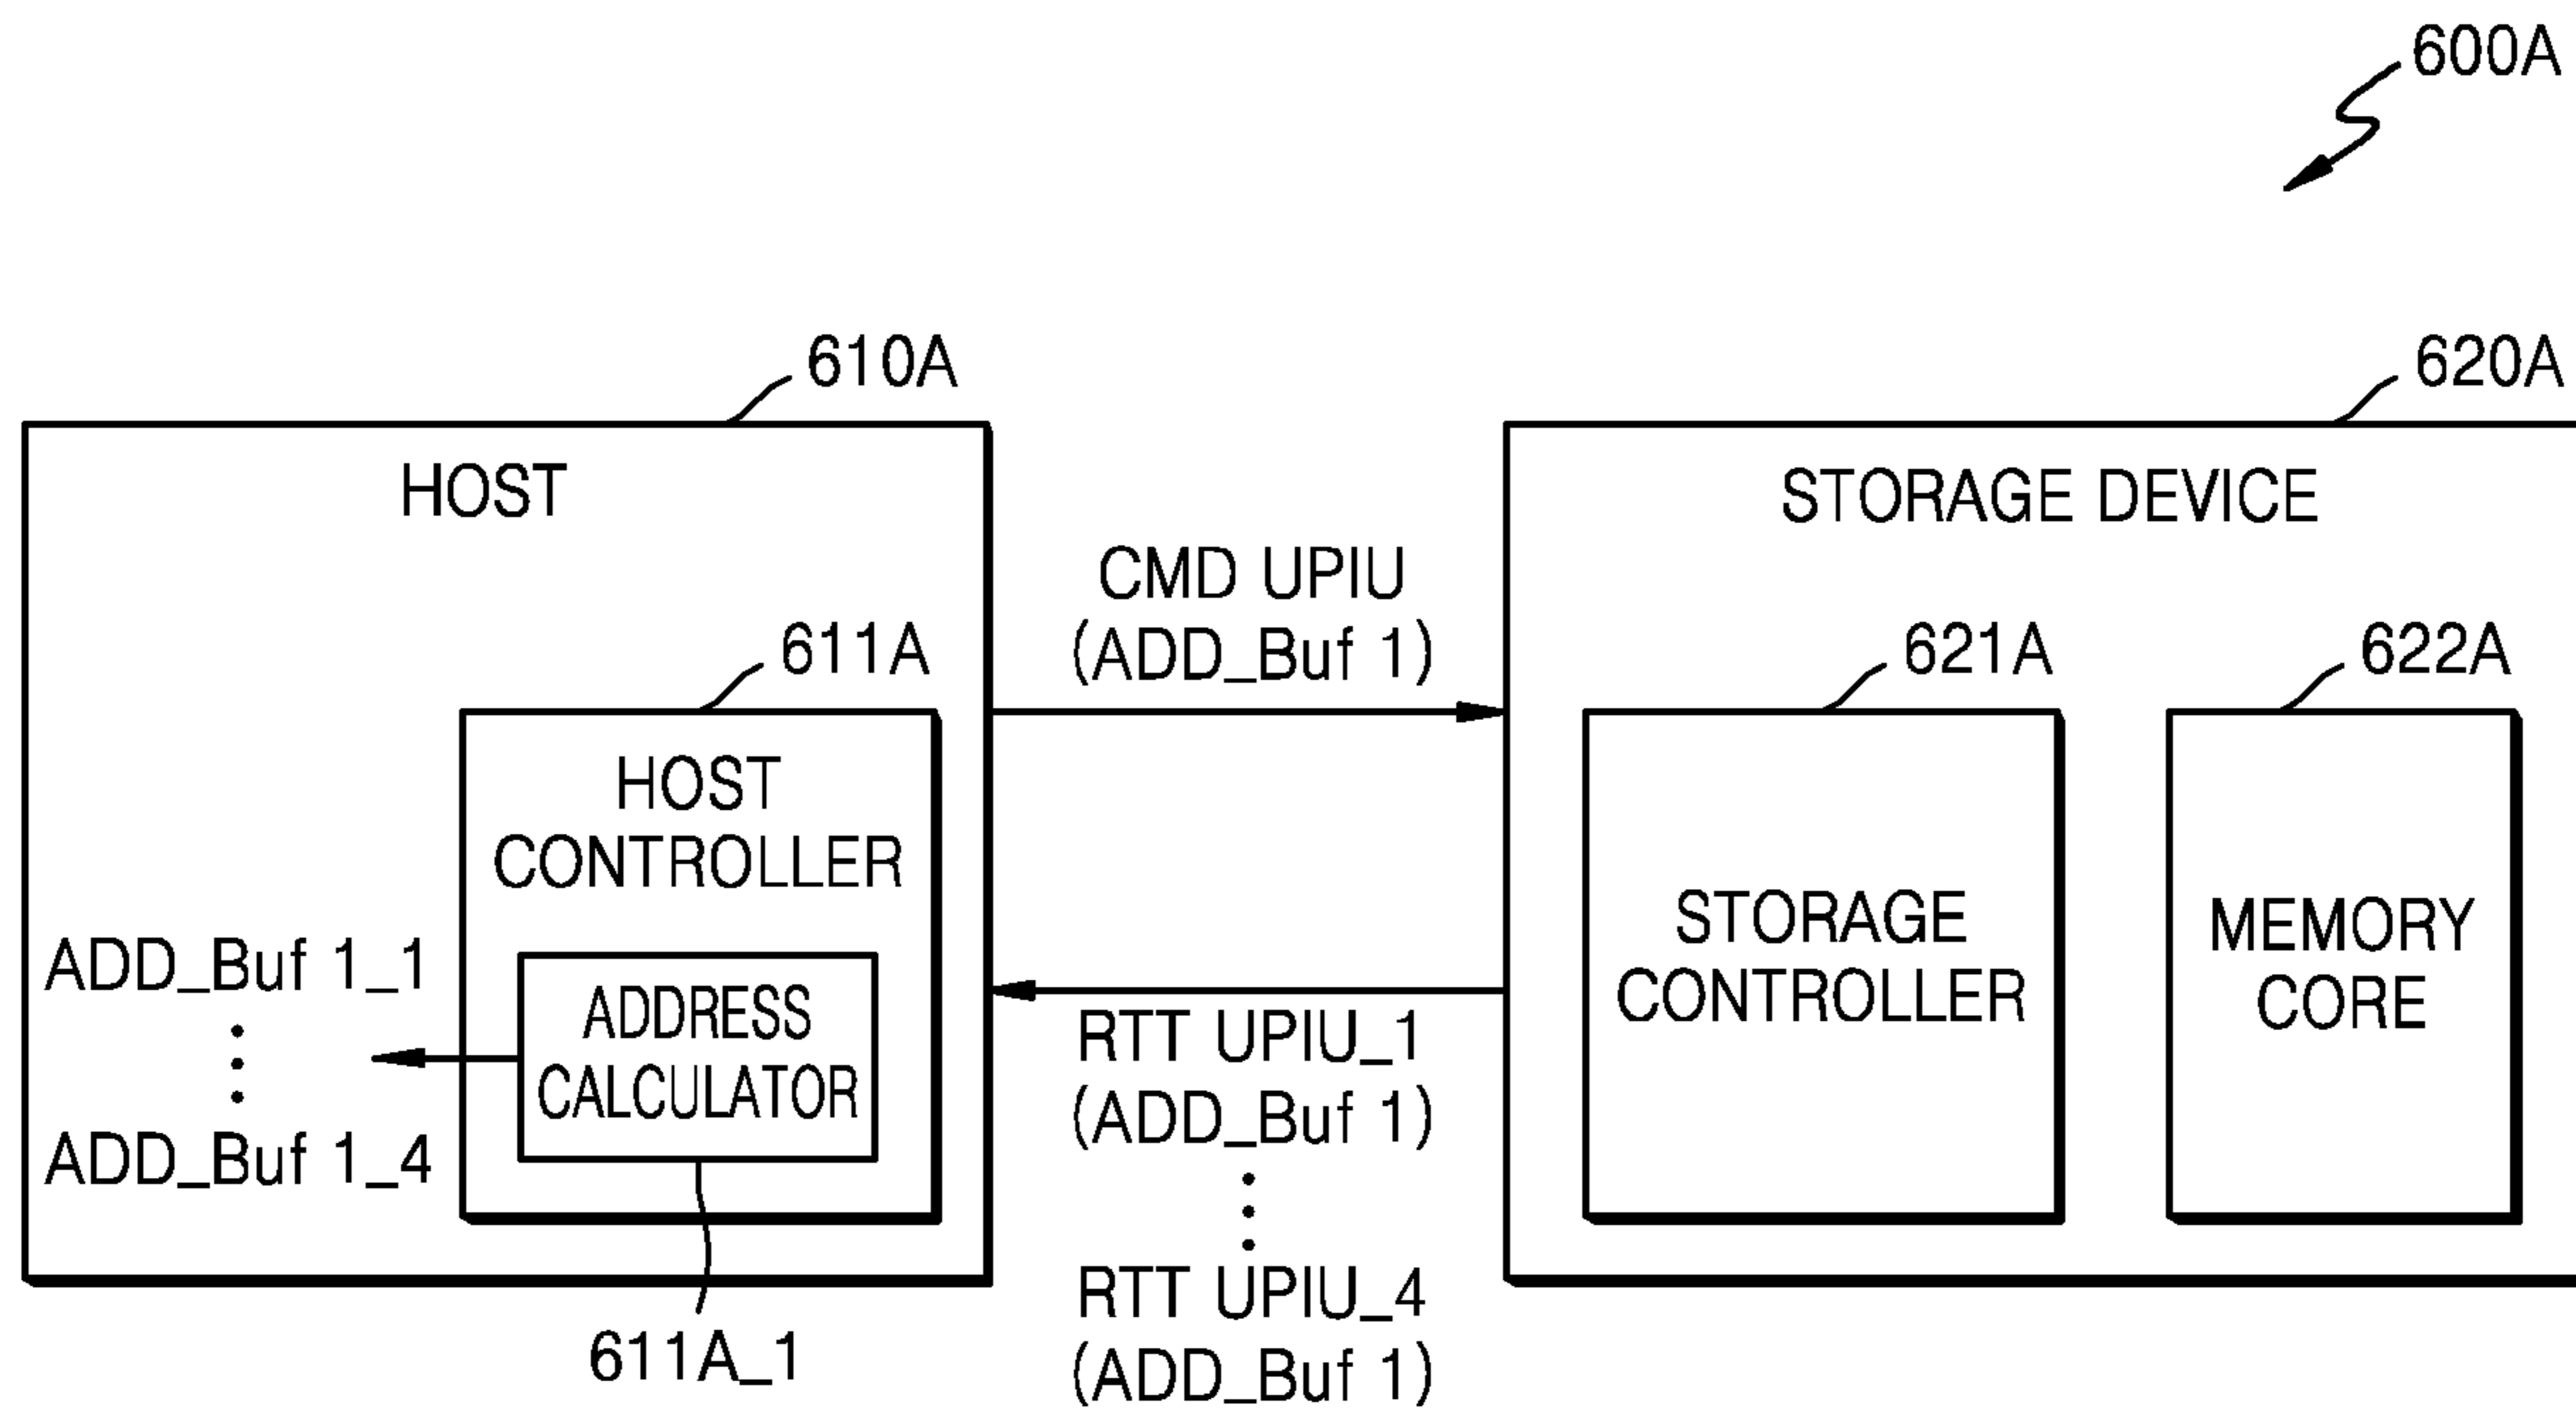 600A
610A
620A
HOST
STORAGE DEVICE
CMD UPIU
(ADD_Buf 1)
611A
621A
622A
HOST
CONTROLLER
STORAGE
CONTROLLER
MEMORY
CORE
ADD_Buf 1_1
ADD_Buf 1_4
ADDRESS
CALCULATOR
RTT UPIU_1
(ADD_Buf 1)
RTT UPIU_4
(ADD_Buf 1)
611A_1